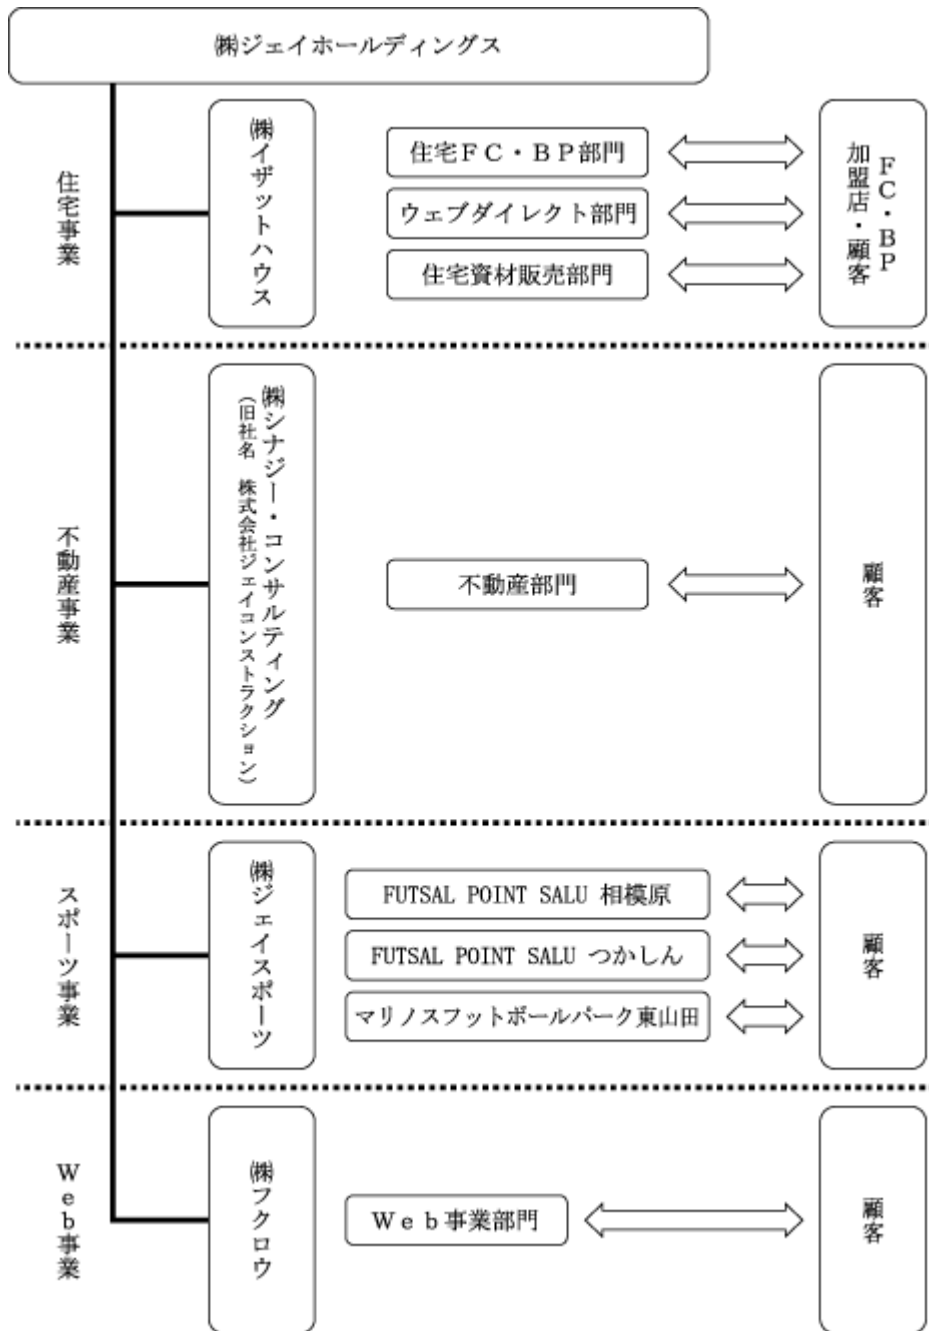 ㈱ジェイホールディングス
住宅事業
㈱イザットハウス
住宅ＦＣ・ＢＰ部門
ウェブダイレクト部門
住宅資材販売部門
ＦＣ・ＢＰ
加盟店・顧客
不動産事業
㈱シナジー・コンサルティング
（旧社名　株式会社ジェイコンストラクション）
不動産部門
顧客
スポーツ事業
㈱ジェイスポーツ
FUTSAL POINT SALU 相模原
FUTSAL POINT SALU つかしん
マリノスフットボールパーク東山田
顧客
Ｗｅｂ事業
㈱フクロウ
Ｗｅｂ事業部門
顧客